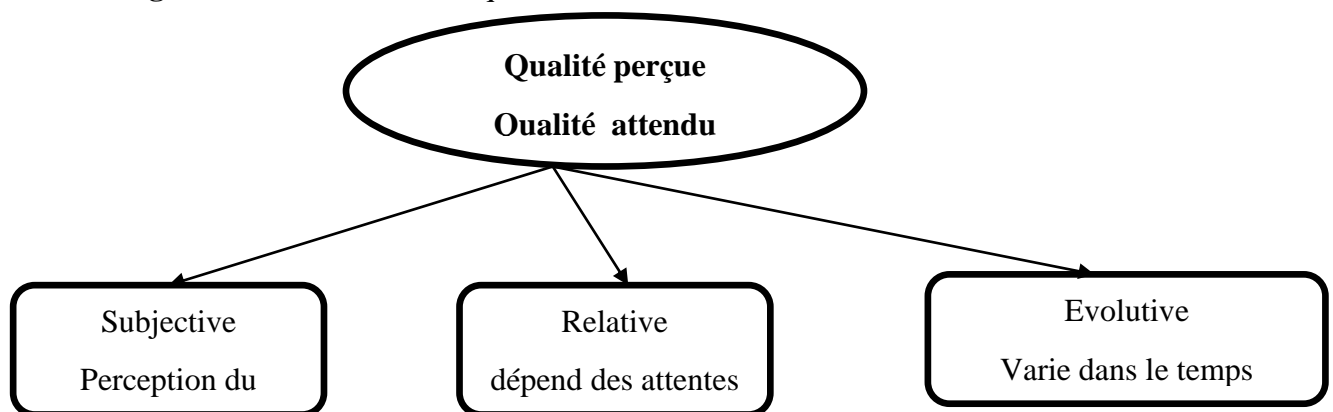 Qualité perçue
Oualité attendu
Subjective
Perception du
Relative
dépend des attentes
Evolutive
Varie dans le temps